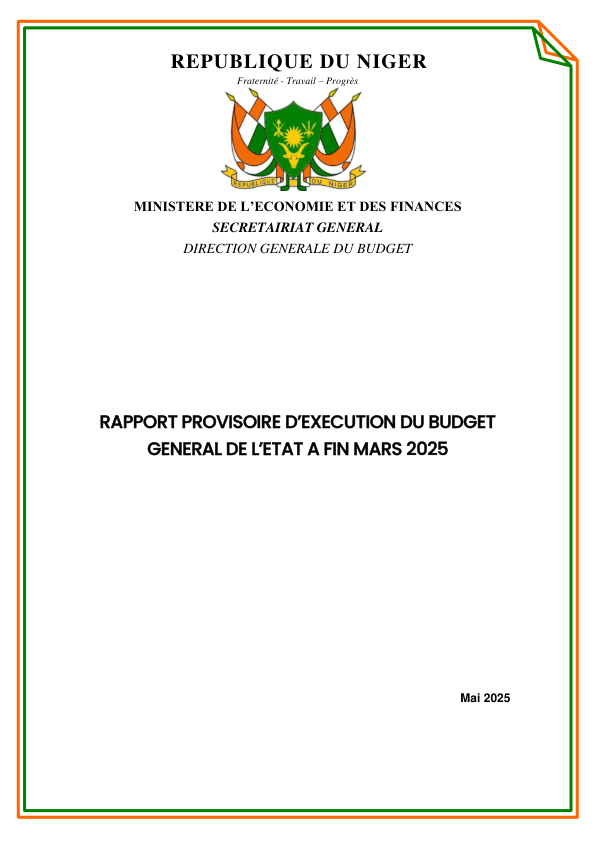 REPUBLIQUE DU NIGER
Fraternité - Travail – Progrès
REPUBLIQUE DU NIGER
MINISTERE DE L'ECONOMIE ET DES FINANCES
SECRETAIRIAT GENERAL
DIRECTION GENERALE DU BUDGET
RAPPORT PROVISOIRE D'EXECUTION DU BUDGET
GENERAL DE L'ETAT A FIN MARS 2025
Mai 2025